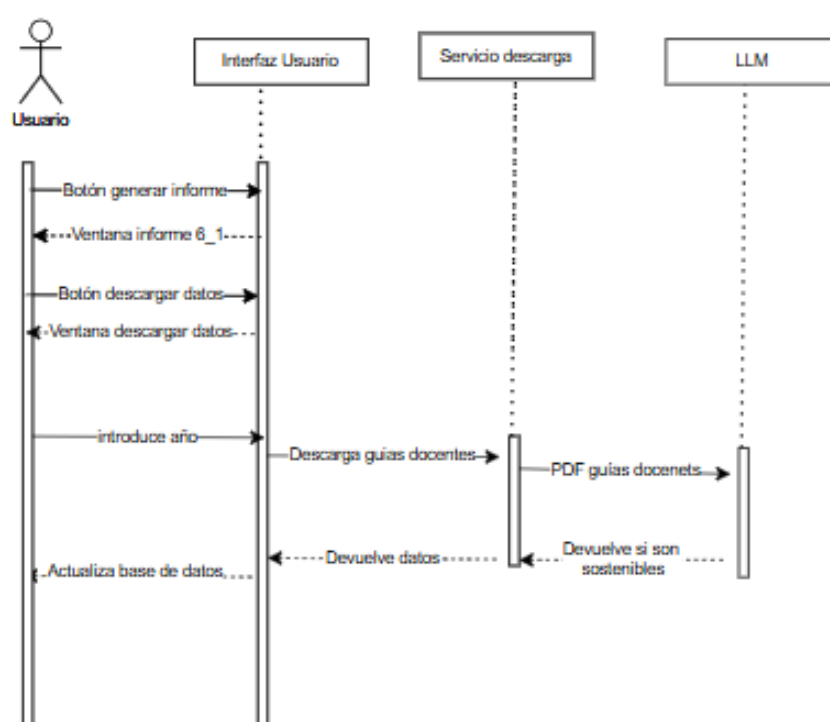 Usuario
Interfaz Usuario
Servicio descarga
LLM
Botón generar informe
Ventana informe 6_1
Botón descargar datos
Ventana descargar datos
introduce año
Descarga guias docentes
PDF guías docenets
Devuelve si son
sostenibles
Devuelve datos
Actualiza base de datos